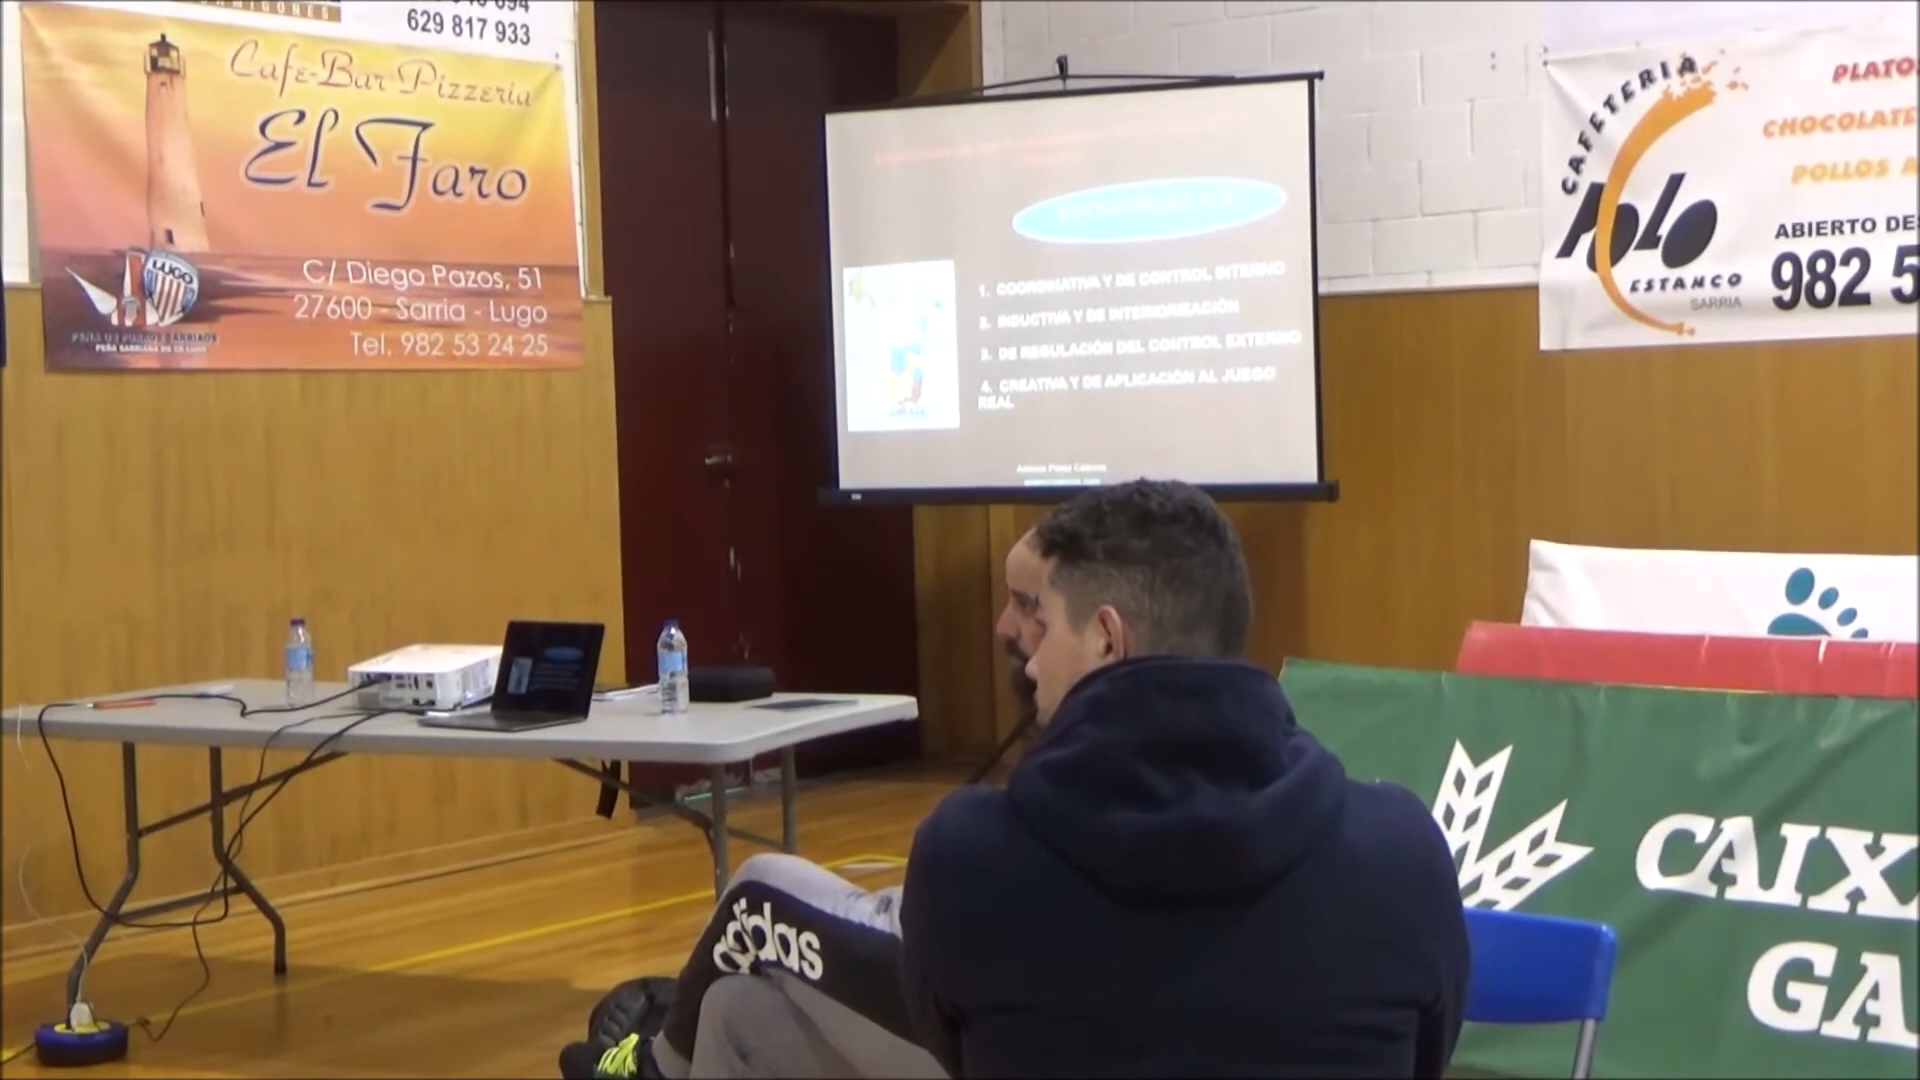 629 817 933
Cafe-Bar Pizzeria
El Faro
LUGO
C/ Diego Pazos, 51
27600 - Sarria - Lugo
Tel. 982 53 24 25
1. COORDINATIVA Y DE CONTROL INTERNO
2. INDUCTIVA Y DE INTERIORIZACIÓN
3. DE REGULACIÓN DEL CONTROL EXTERNO
4. CREATIVA Y DE APLICACIÓN AL JUEGO
REAL
CAFETERIA
POLO
ESTANCO
SARRIA
PLATO
CHOCOLATE
POLLOS A
ABIERTO DE
982 5
adidas
CAIX
GA